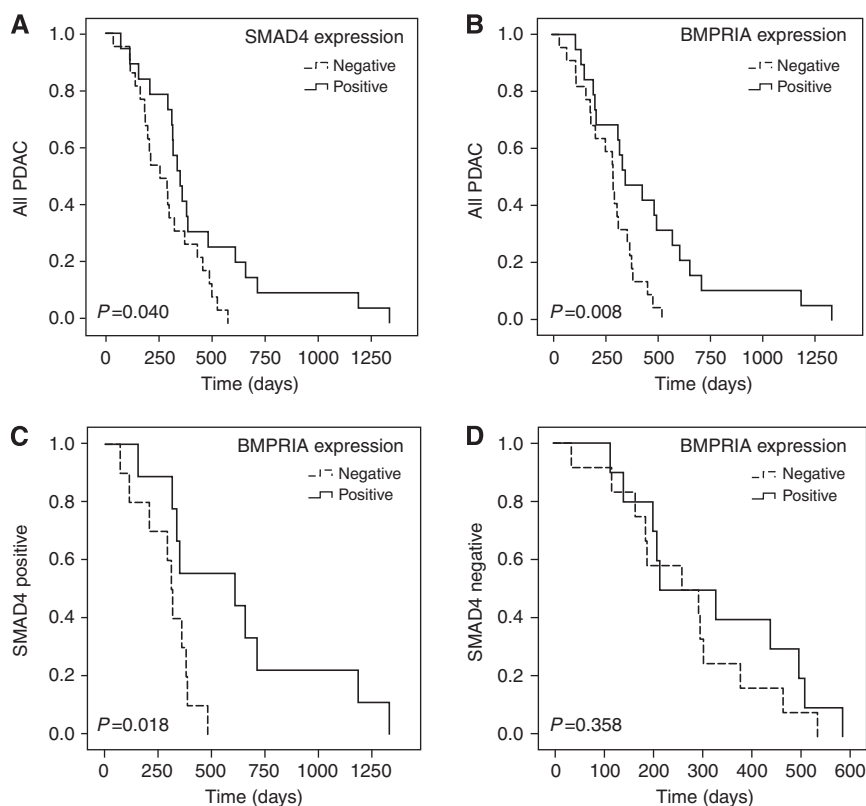 A
SMAD4 expression
Negative
Positive
1.0
0.8
0.6
0.4
0.2
0.0
All PDAC
P=0.040
0 250 500 750 1000 1250
Time (days)
B
BMPRIA expression
Negative
Positive
1.0
0.8
0.6
0.4
0.2
0.0
All PDAC
P=0.008
0 250 500 750 1000 1250
Time (days)
C
BMPRIA expression
Negative
Positive
1.0
0.8
0.6
0.4
0.2
0.0
SMAD4 positive
P=0.018
0 250 500 750 1000 1250
Time (days)
D
BMPRIA expression
Negative
Positive
1.0
0.8
0.6
0.4
0.2
0.0
SMAD4 negative
P=0.358
0 100 200 300 400 500 600
Time (days)